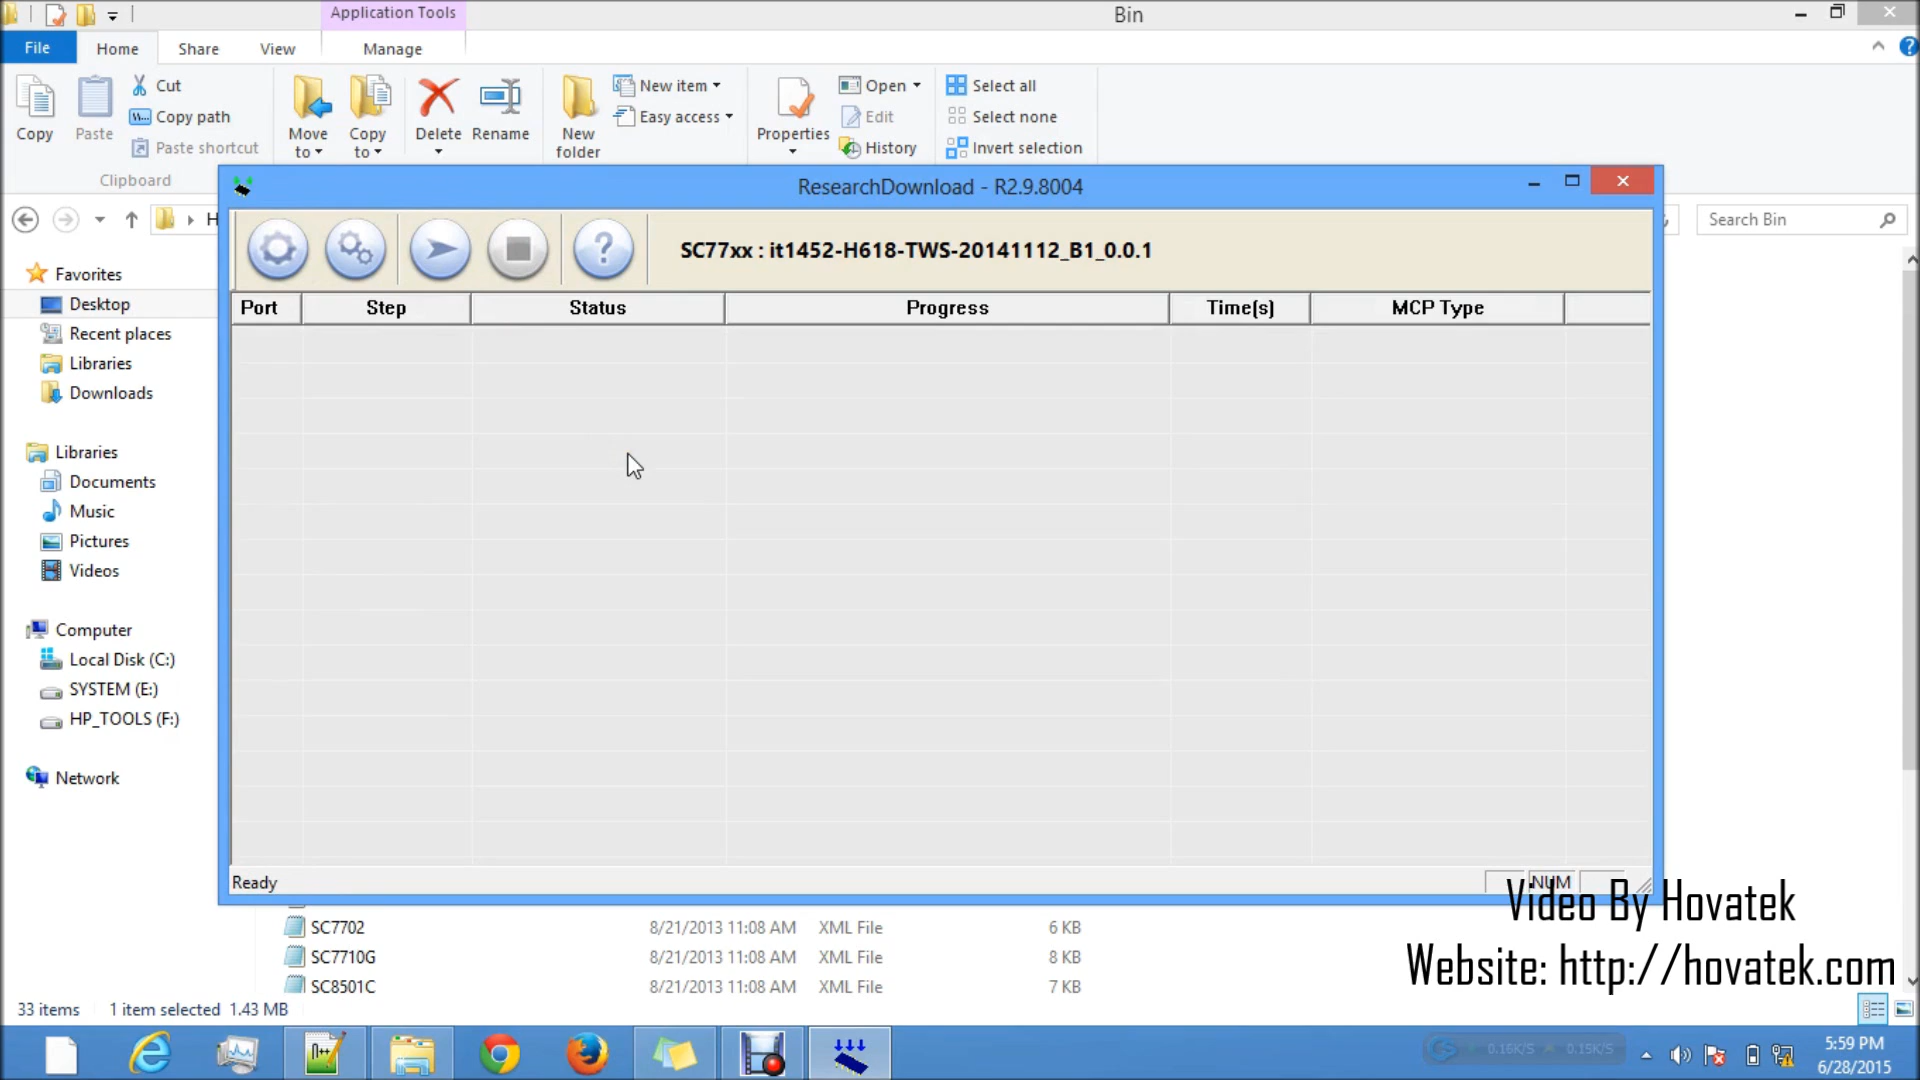 Application Tools
Bin
File
Home
Share
View
Manage
Copy
Paste
Cut
Copy path
Paste shortcut
Move to
Copy to
Delete
Rename
New folder
New item
Easy access
Properties
Open
Edit
History
Select all
Select none
Invert selection
Clipboard
H
Search Bin
ResearchDownload - R2.9.8004
SC77xx : it1452-H618-TWS-20141112_B1_0.0.1
Port Step Status Progress Time(s) MCP Type
Favorites
Desktop
Recent places
Libraries
Downloads
Libraries
Documents
Music
Pictures
Videos
Computer
Local Disk (C:)
SYSTEM (E:)
HP_TOOLS (F:)
Network
Ready
NUM
SC7702 8/21/2013 11:08 AM XML File 6 KB
SC7710G 8/21/2013 11:08 AM XML File 8 KB
SC8501C 8/21/2013 11:08 AM XML File 7 KB
Video By Hovatek
Website: http://hovatek.com
33 items 1 item selected 1.43 MB
0.16K/S 0.15K/S
5:59 PM
6/28/2015